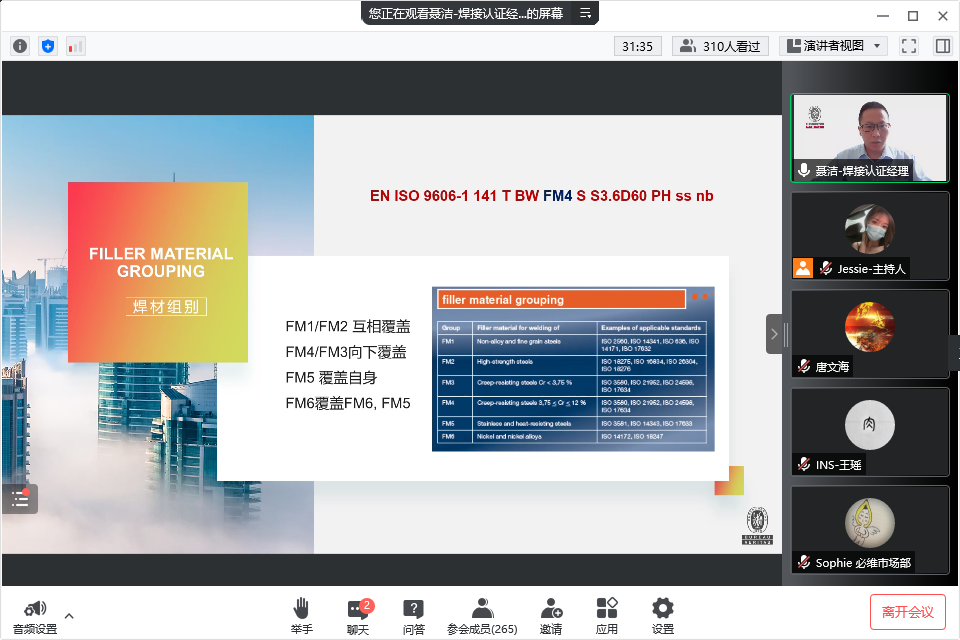 您正在观看聂洁-焊接认证经...的屏幕
31:35
310人看过
演讲者视图
FILLER MATERIAL
GROUPING
焊材组别
EN ISO 9606-1 141 T BW FM4 S S3.6D60 PH ss nb
FM1/FM2 互相覆盖
FM4/FM3向下覆盖
FM5 覆盖自身
FM6覆盖FM6, FM5
filler material grouping
Group Filler material for welding of Examples of applicable standards
FM1 Non-alloy and fine grain steels ISO 2560, ISO 14341, ISO 636, ISO 14171, ISO 17632
FM2 High-strength steels ISO 18275, ISO 16834, ISO 26304, ISO 18276
FM3 Creep-resisting steels Cr < 3,75 % ISO 3580, ISO 21952, ISO 24598, ISO 17634
FM4 Creep-resisting steels 3,75 ≤ Cr ≤ 12 % ISO 3580, ISO 21952, ISO 24598, ISO 17634
FM5 Stainless and heat-resisting steels ISO 3581, ISO 14343, ISO 17633
FM6 Nickel and nickel alloys ISO 14172, ISO 18247
BUREAU
VERITAS
聂洁-焊接认证经理
Jessie-主持人
唐文海
肉
INS-王瑶
Sophie 必维市场部
音频设置
举手
2
聊天
问答
参会成员(265)
邀请
应用
设置
离开会议